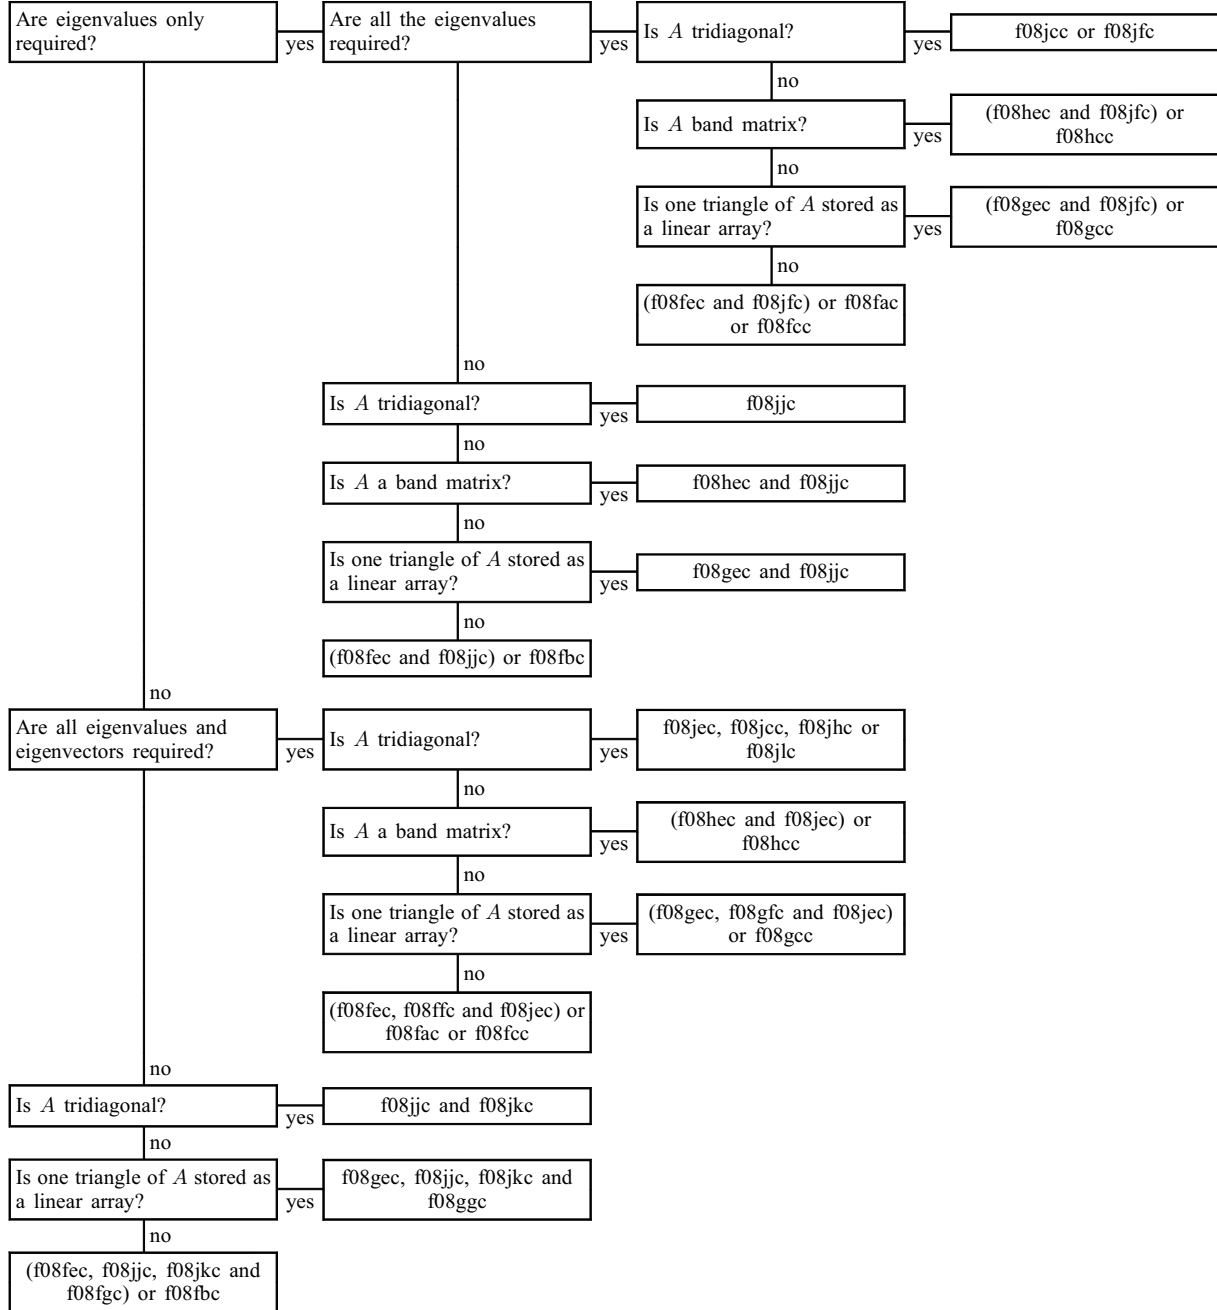 Are eigenvalues only
required?
yes
Are all the eigenvalues
required?
yes
Is A tridiagonal?
yes
f08jcc or f08jfc
no
Is A band matrix?
yes
(f08hec and f08jfc) or
f08hcc
no
Is one triangle of A stored as
a linear array?
yes
(f08gec and f08jfc) or
f08gcc
no
(f08fec and f08jfc) or f08fac
or f08fcc
no
Is A tridiagonal?
yes
f08jjc
no
Is A a band matrix?
yes
f08hec and f08jjc
no
Is one triangle of A stored as
a linear array?
yes
f08gec and f08jjc
no
(f08fec and f08jjc) or f08fbc
no
Are all eigenvalues and
eigenvectors required?
yes
Is A tridiagonal?
yes
f08jec, f08jcc, f08jhc or
f08jlc
no
Is A a band matrix?
yes
(f08hec and f08jec) or
f08hcc
no
Is one triangle of A stored as
a linear array?
yes
(f08gec, f08gfc and f08jec)
or f08gcc
no
(f08fec, f08ffc and f08jec) or
f08fac or f08fcc
no
Is A tridiagonal?
yes
f08jjc and f08jkc
no
Is one triangle of A stored as
a linear array?
yes
f08gec, f08jjc, f08jkc and
f08ggc
no
(f08fec, f08jjc, f08jkc and
f08fgc) or f08fbc